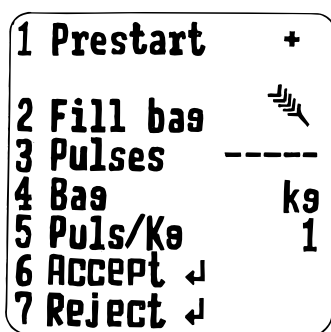 1 Prestart +
2 Fill bag
3 Pulses -----
4 Bag kg
5 Puls/Kg 1
6 Accept ↲
7 Reject ↲